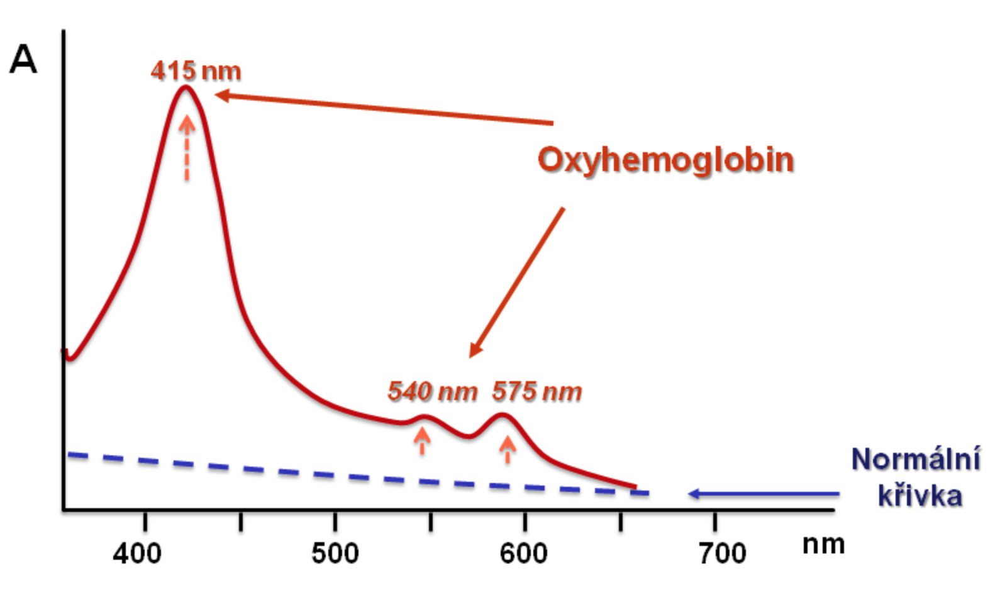 A
415 nm
Oxyhemoglobin
540 nm
575 nm
Normální
křivka
400
500
600
700
nm